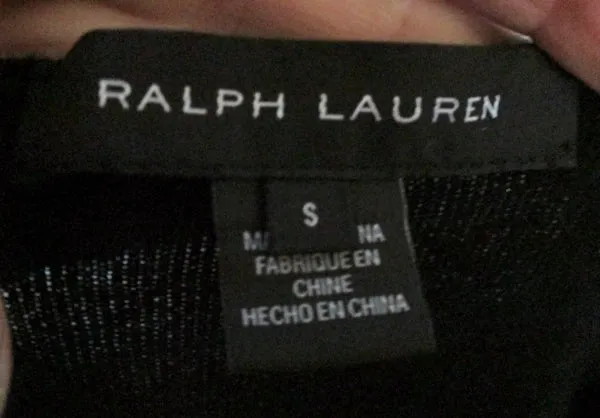 RALPH LAUREN
S
NA
FABRIQUE EN
CHINE
HECHO EN CHINA